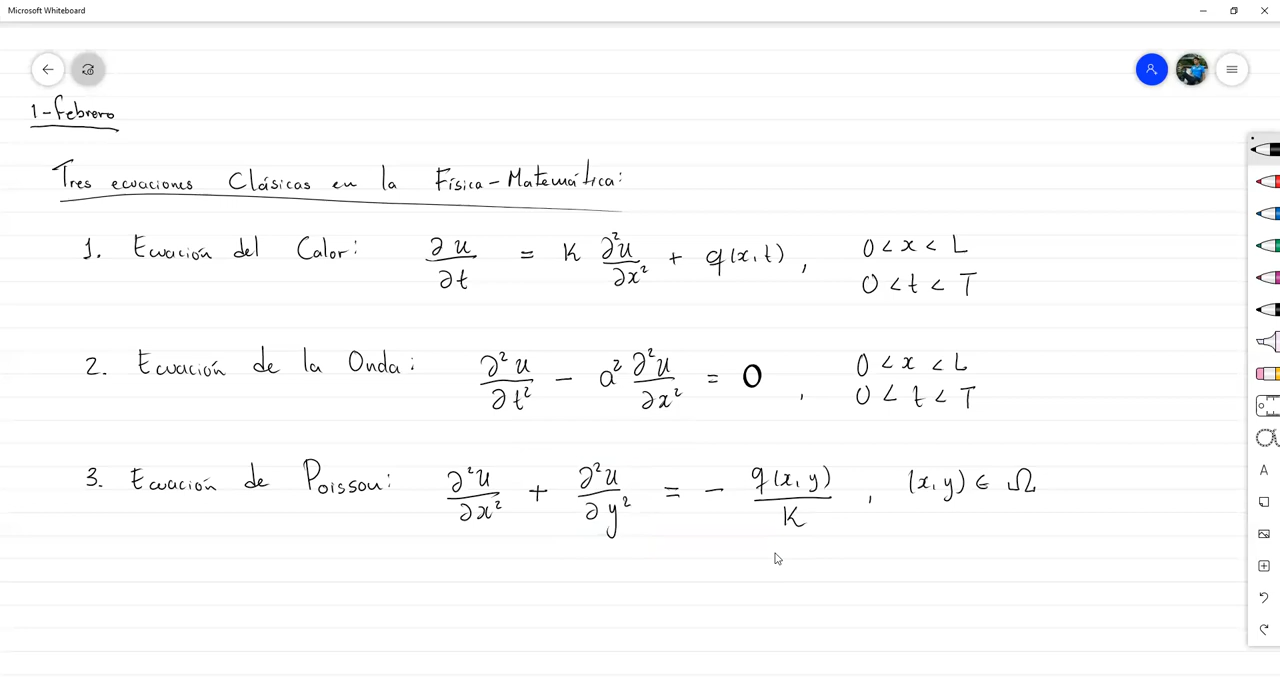 Microsoft Whiteboard
1-febrero
Tres ecuaciones Clásicas en la Física-Matemática:
1. Ecuación del Calor: ∂u/∂t = K ∂²u/∂x² + q(x,t), 0 < x < L
0 < t < T
2. Ecuación de la Onda: ∂²u/∂t² - a² ∂²u/∂x² = 0, 0 < x < L
0 < t < T
3. Ecuación de Poisson: ∂²u/∂x² + ∂²u/∂y² = - q(x,y)/K, (x,y) ∈ Ω
A